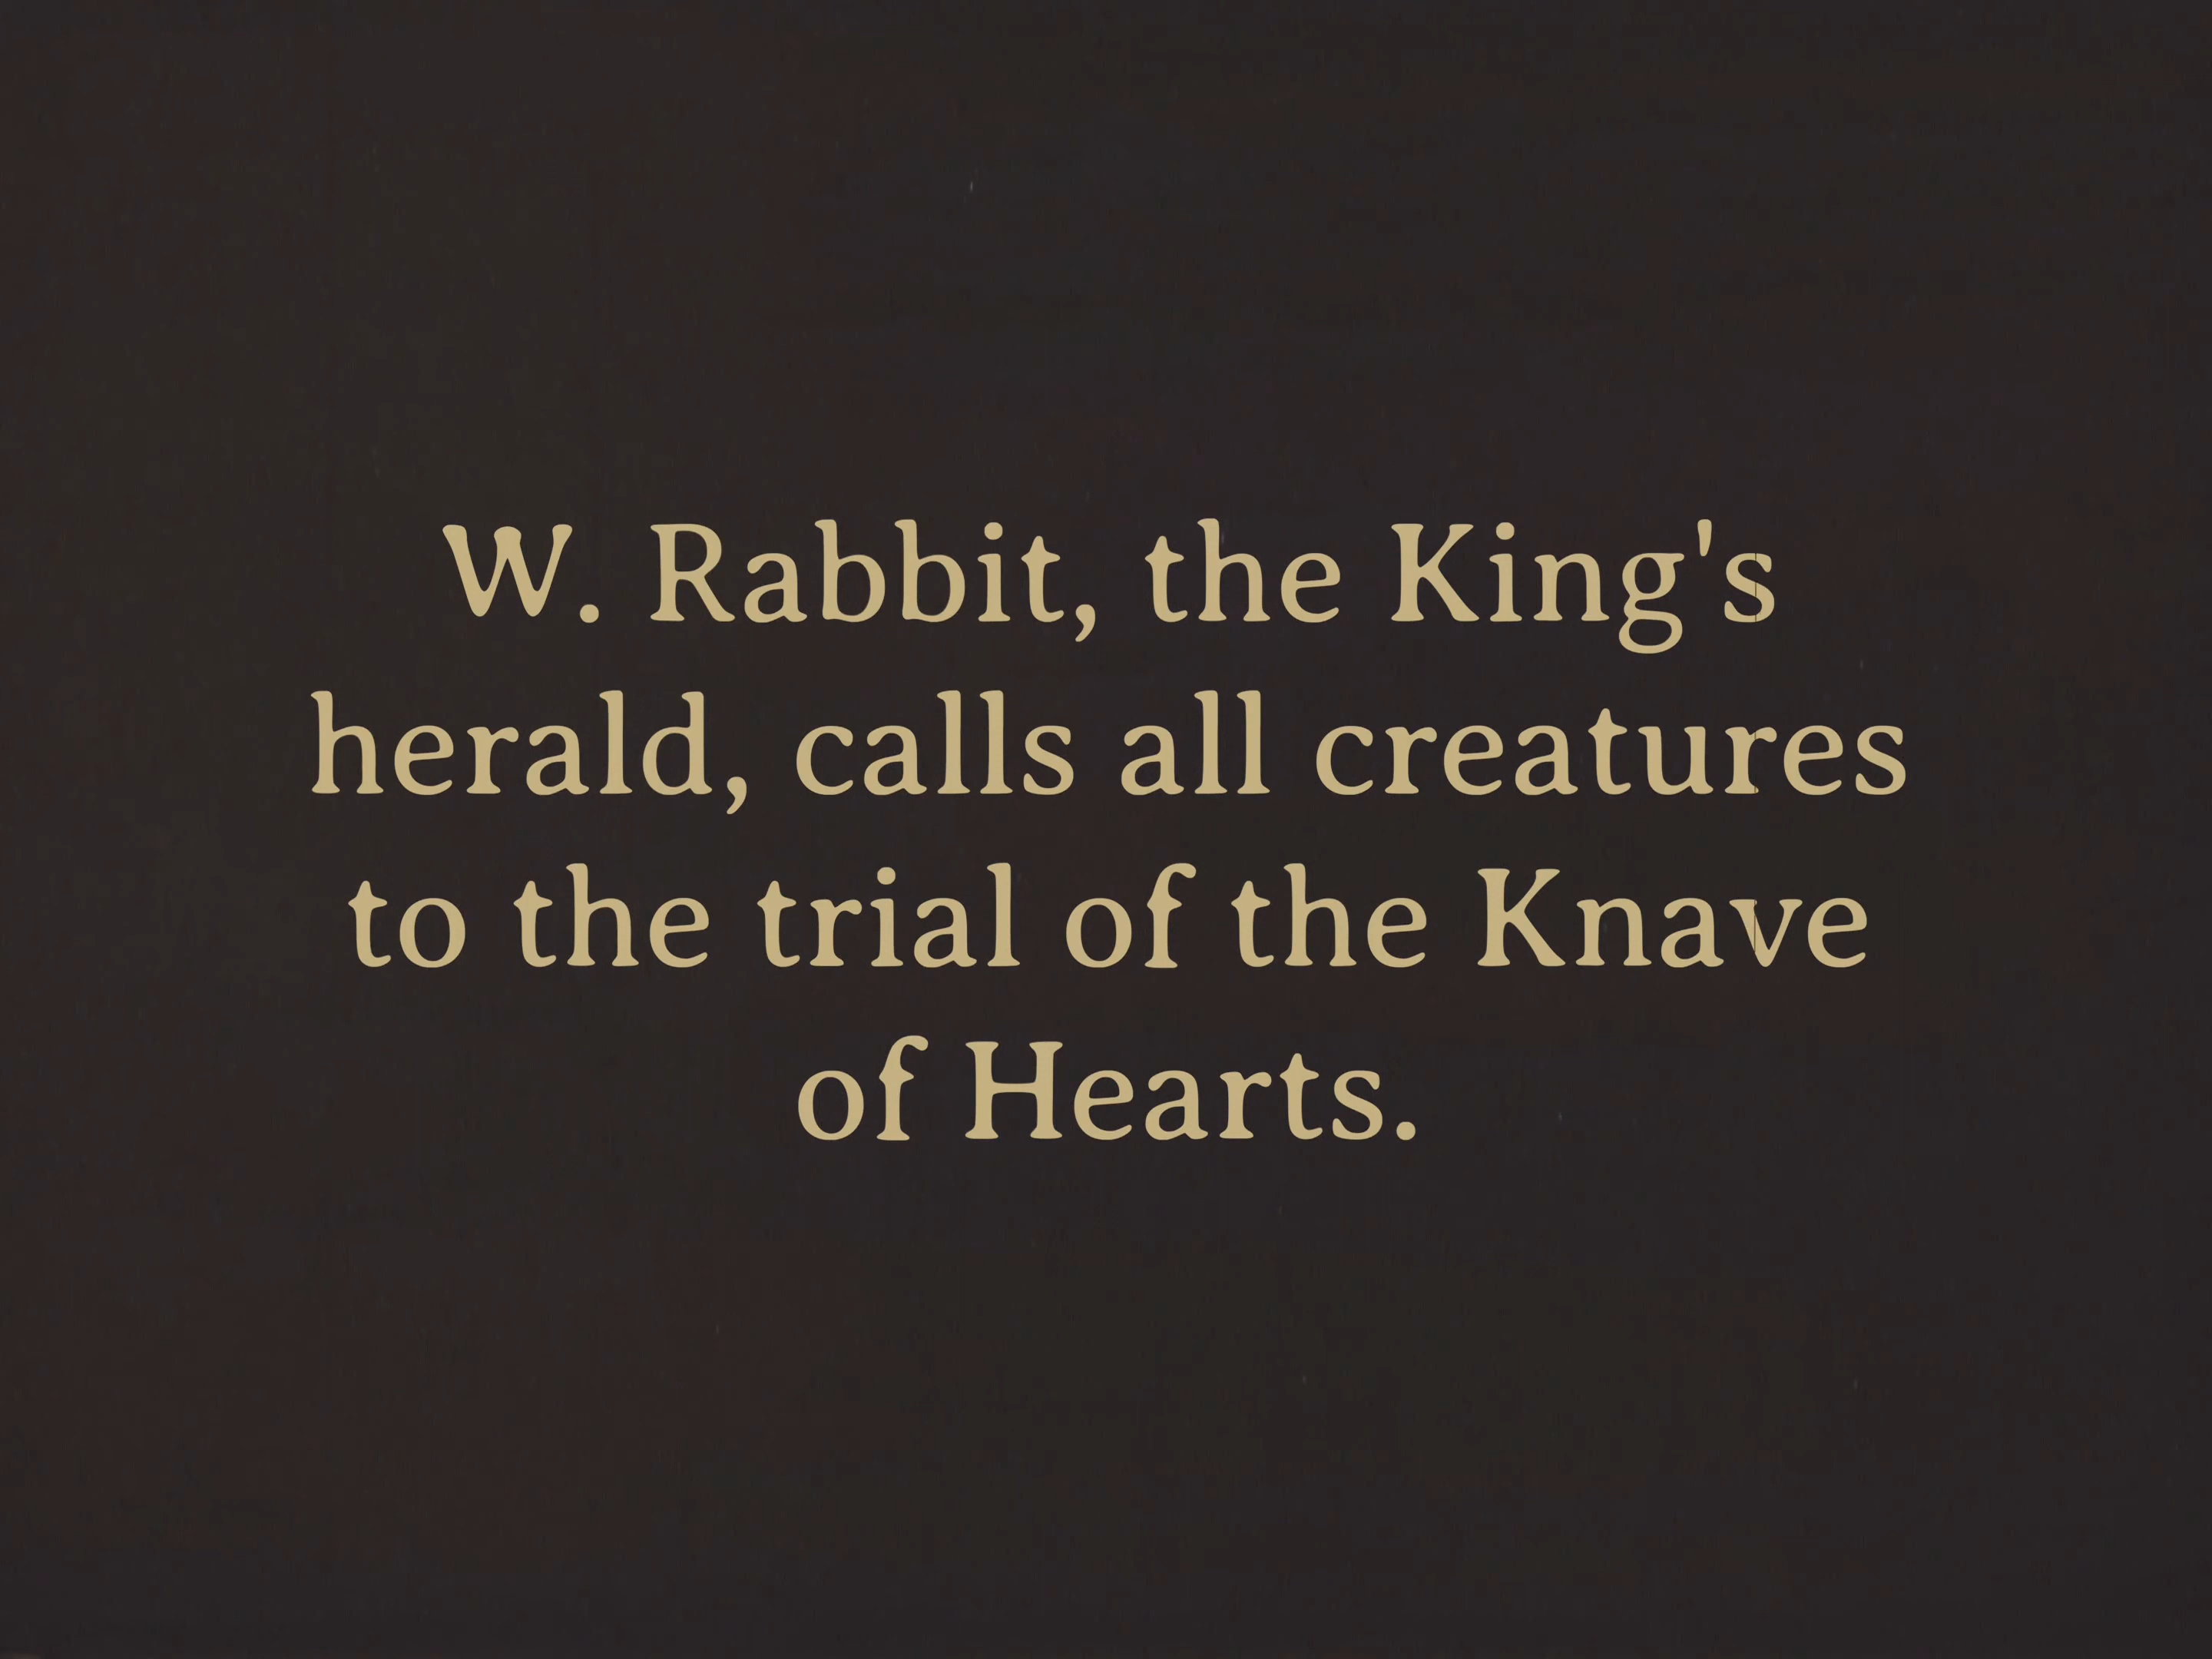 W. Rabbit, the King's
herald, calls all creatures
to the trial of the Knave
of Hearts.